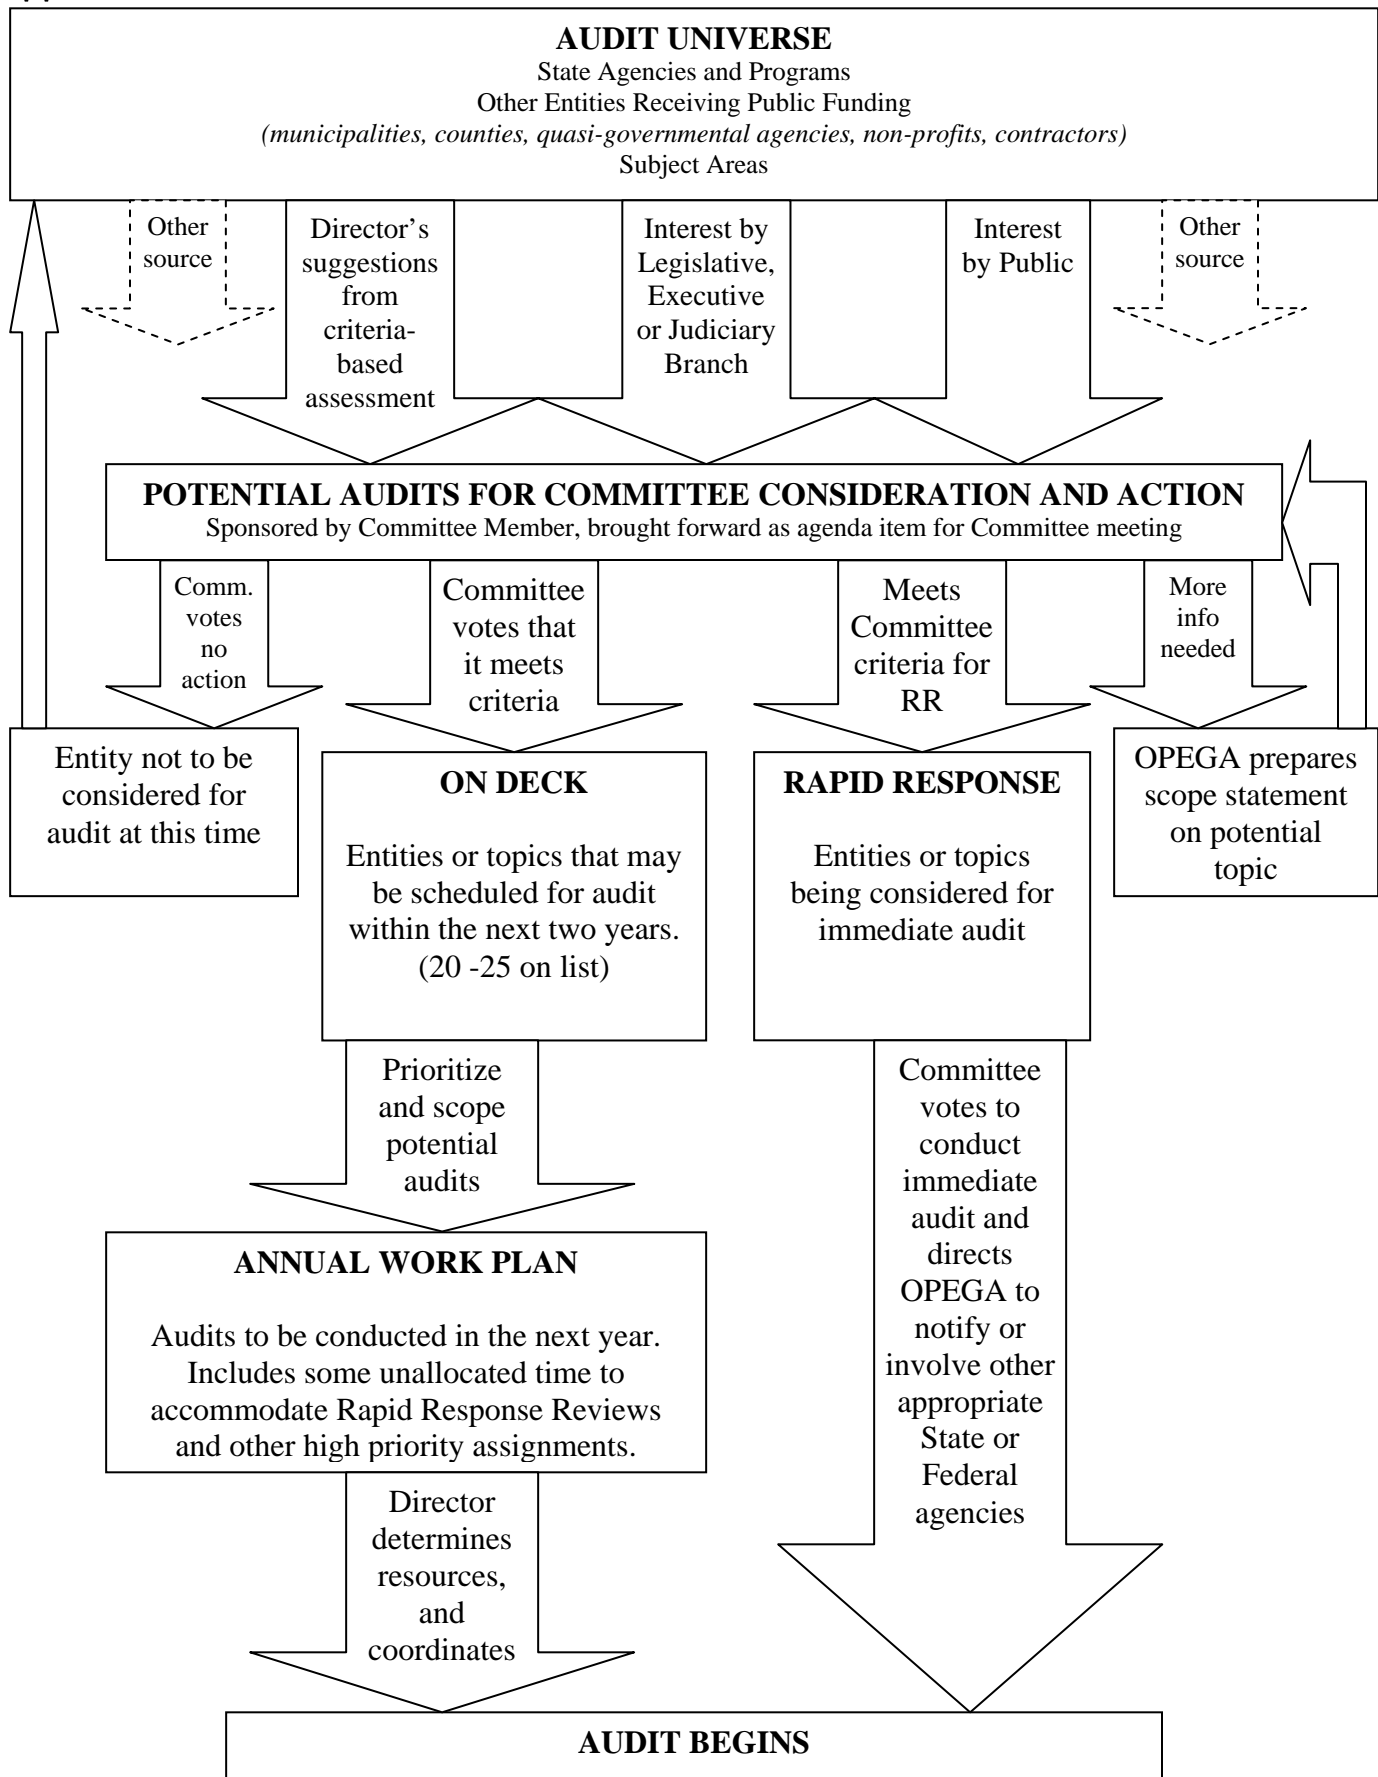 AUDIT UNIVERSE
State Agencies and Programs
Other Entities Receiving Public Funding
(municipalities, counties, quasi-governmental agencies, non-profits, contractors)
Subject Areas
Other
source
Director’s
suggestions
from
criteria-
based
assessment
Interest by
Legislative,
Executive
or Judiciary
Branch
Interest
by Public
Other
source
POTENTIAL AUDITS FOR COMMITTEE CONSIDERATION AND ACTION
Sponsored by Committee Member, brought forward as agenda item for Committee meeting
Comm.
votes
no
action
Committee
votes that
it meets
criteria
Meets
Committee
criteria for
RR
More
info
needed
Entity not to be
considered for
audit at this time
ON DECK
Entities or topics that may
be scheduled for audit
within the next two years.
(20 -25 on list)
RAPID RESPONSE
Entities or topics
being considered for
immediate audit
OPEGA prepares
scope statement
on potential
topic
Prioritize
and scope
potential
audits
Committee
votes to
conduct
immediate
audit and
directs
OPEGA to
notify or
involve other
appropriate
State or
Federal
agencies
ANNUAL WORK PLAN
Audits to be conducted in the next year.
Includes some unallocated time to
accommodate Rapid Response Reviews
and other high priority assignments.
Director
determines
resources,
and
coordinates
AUDIT BEGINS